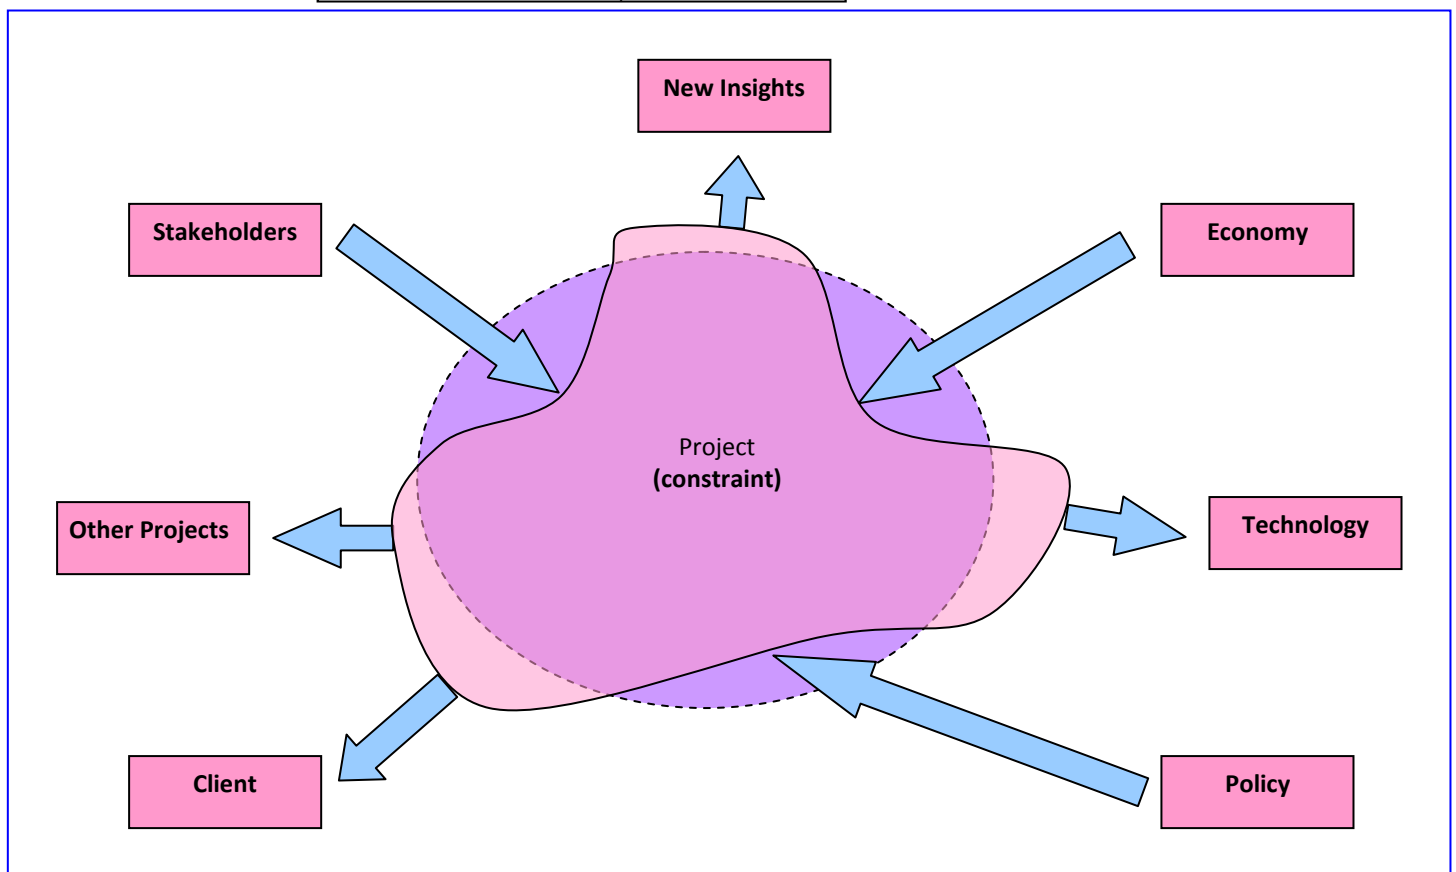 New Insights
Stakeholders
Economy
Project
(constraint)
Other Projects
Technology
Client
Policy